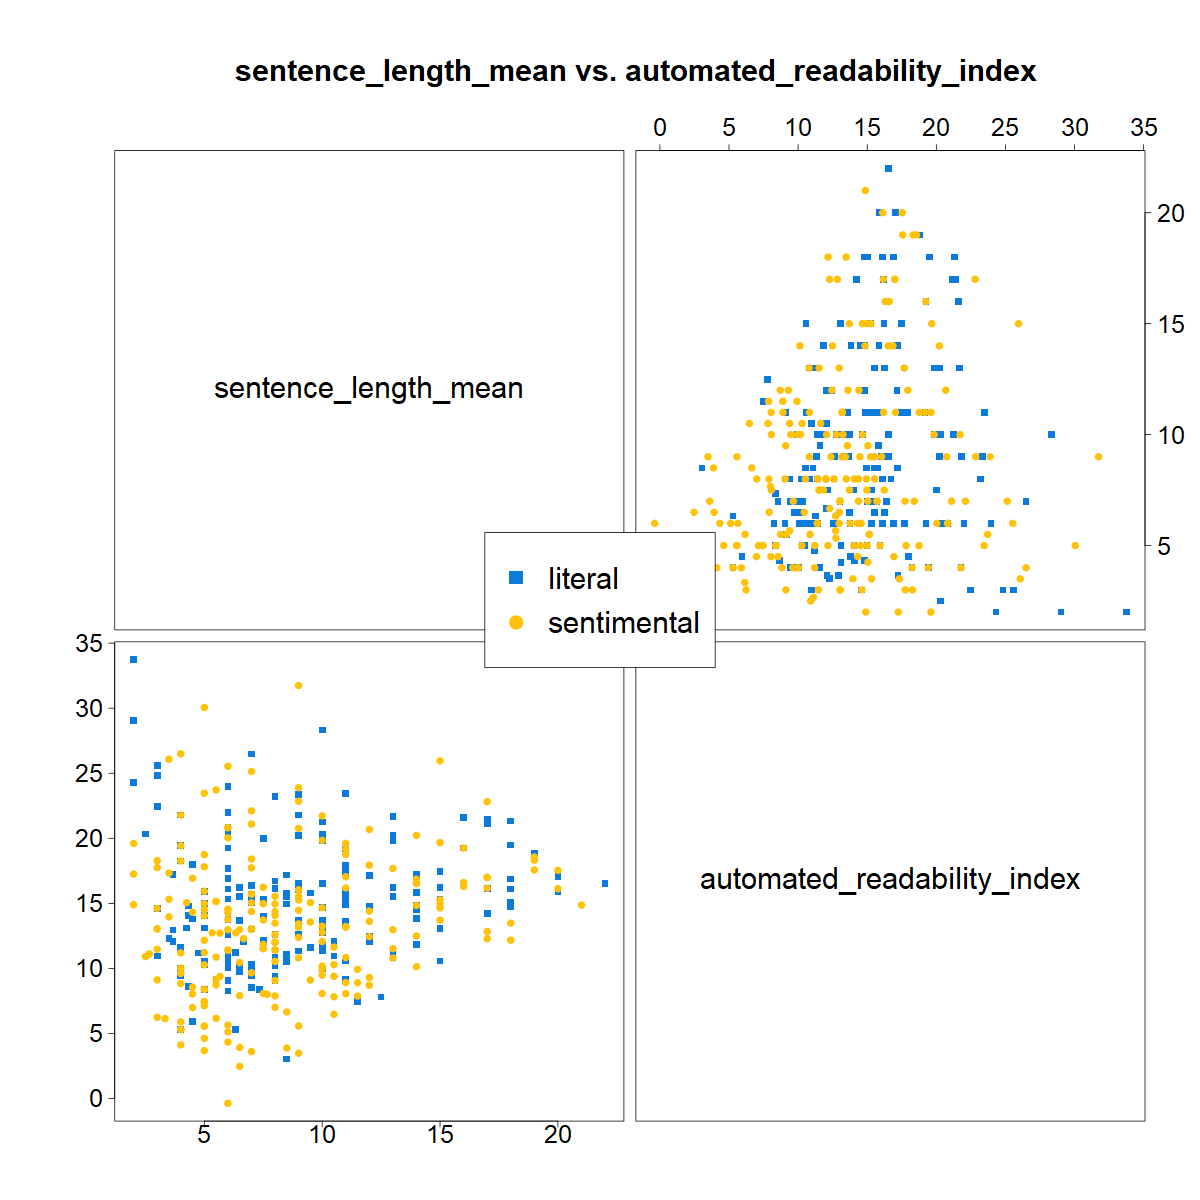 sentence_length_mean vs. automated_readability_index
0 5 10 15 20 25 30 35
20
15
10
5
sentence_length_mean
literal
sentimental
35
30
25
20
15
10
5
0
automated_readability_index
5 10 15 20